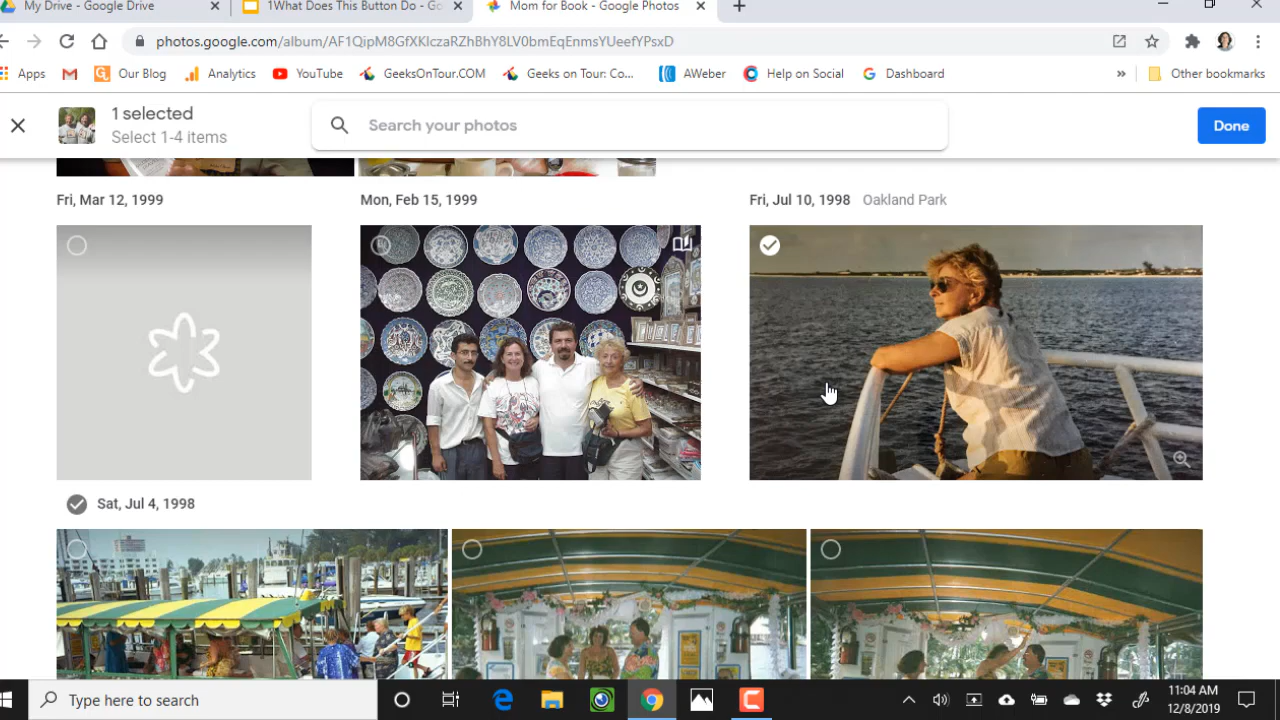 My Drive - Google Drive
1What Does This Button Do - Go
Mom for Book - Google Photos
photos.google.com/album/AF1QipM8GfXKlczaRZhBhY8LV0bmEqEnmsYUeefYPsxD
Apps
Our Blog
Analytics
YouTube
GeeksOnTour.COM
Geeks on Tour: Co...
AWeber
Help on Social
Dashboard
Other bookmarks
1 selected
Select 1-4 items
Search your photos
Done
Fri, Mar 12, 1999
Mon, Feb 15, 1999
Fri, Jul 10, 1998 Oakland Park
Sat, Jul 4, 1998
Type here to search
11:04 AM
12/8/2019